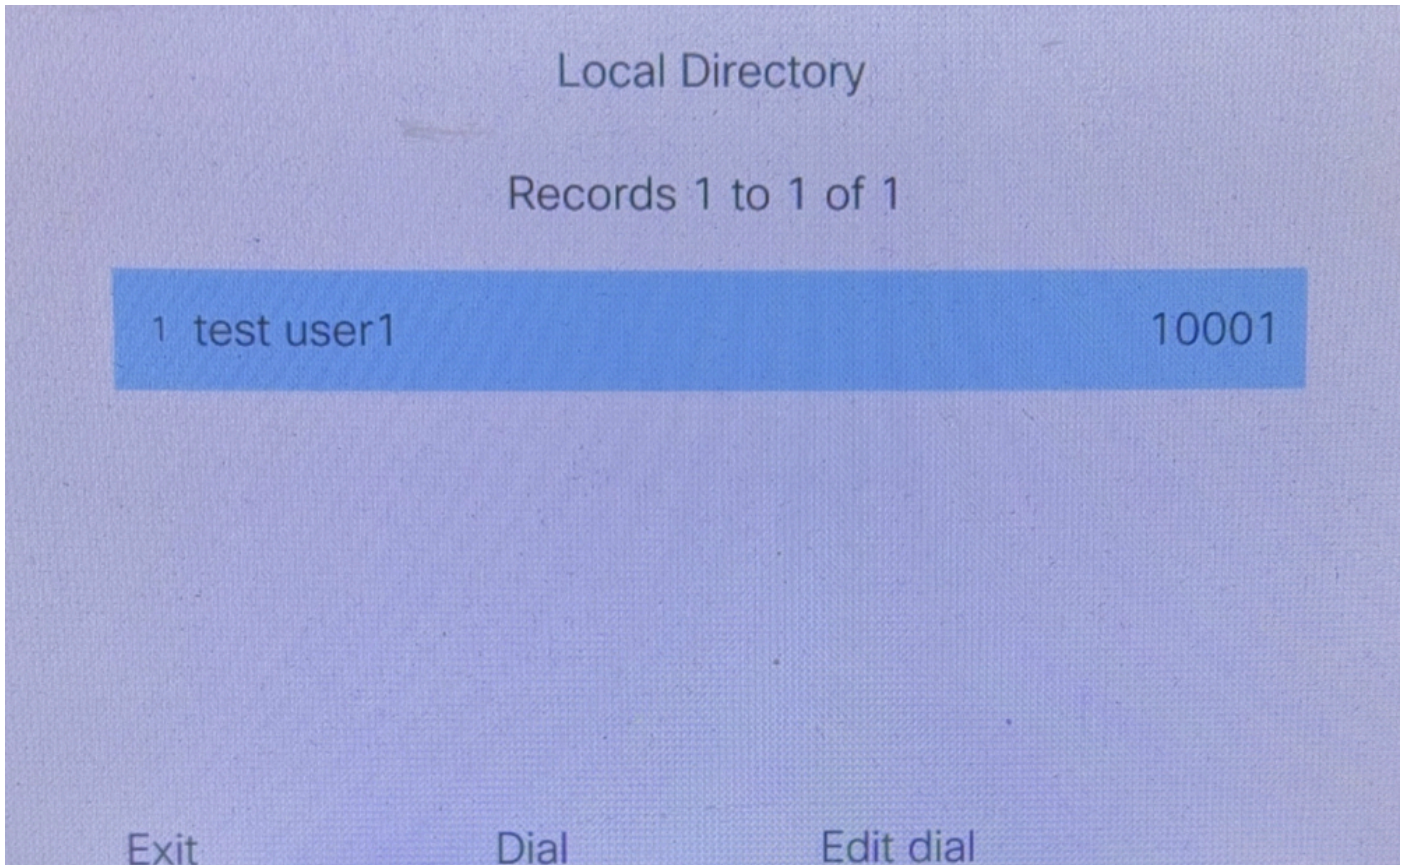 Local Directory
Records 1 to 1 of 1
1 test user1 10001
Exit Dial Edit dial